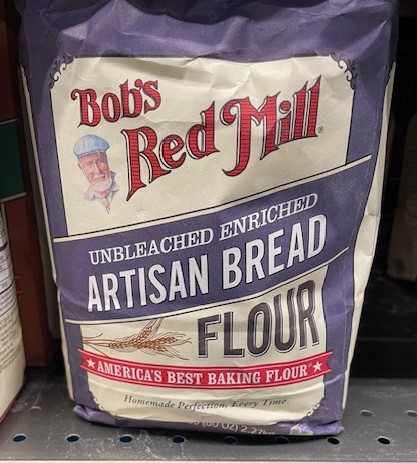 Bob's
Red Mill®
UNBLEACHED ENRICHED
ARTISAN BREAD
FLOUR
★ AMERICA'S BEST BAKING FLOUR ★
Homemade Perfection, Every Time